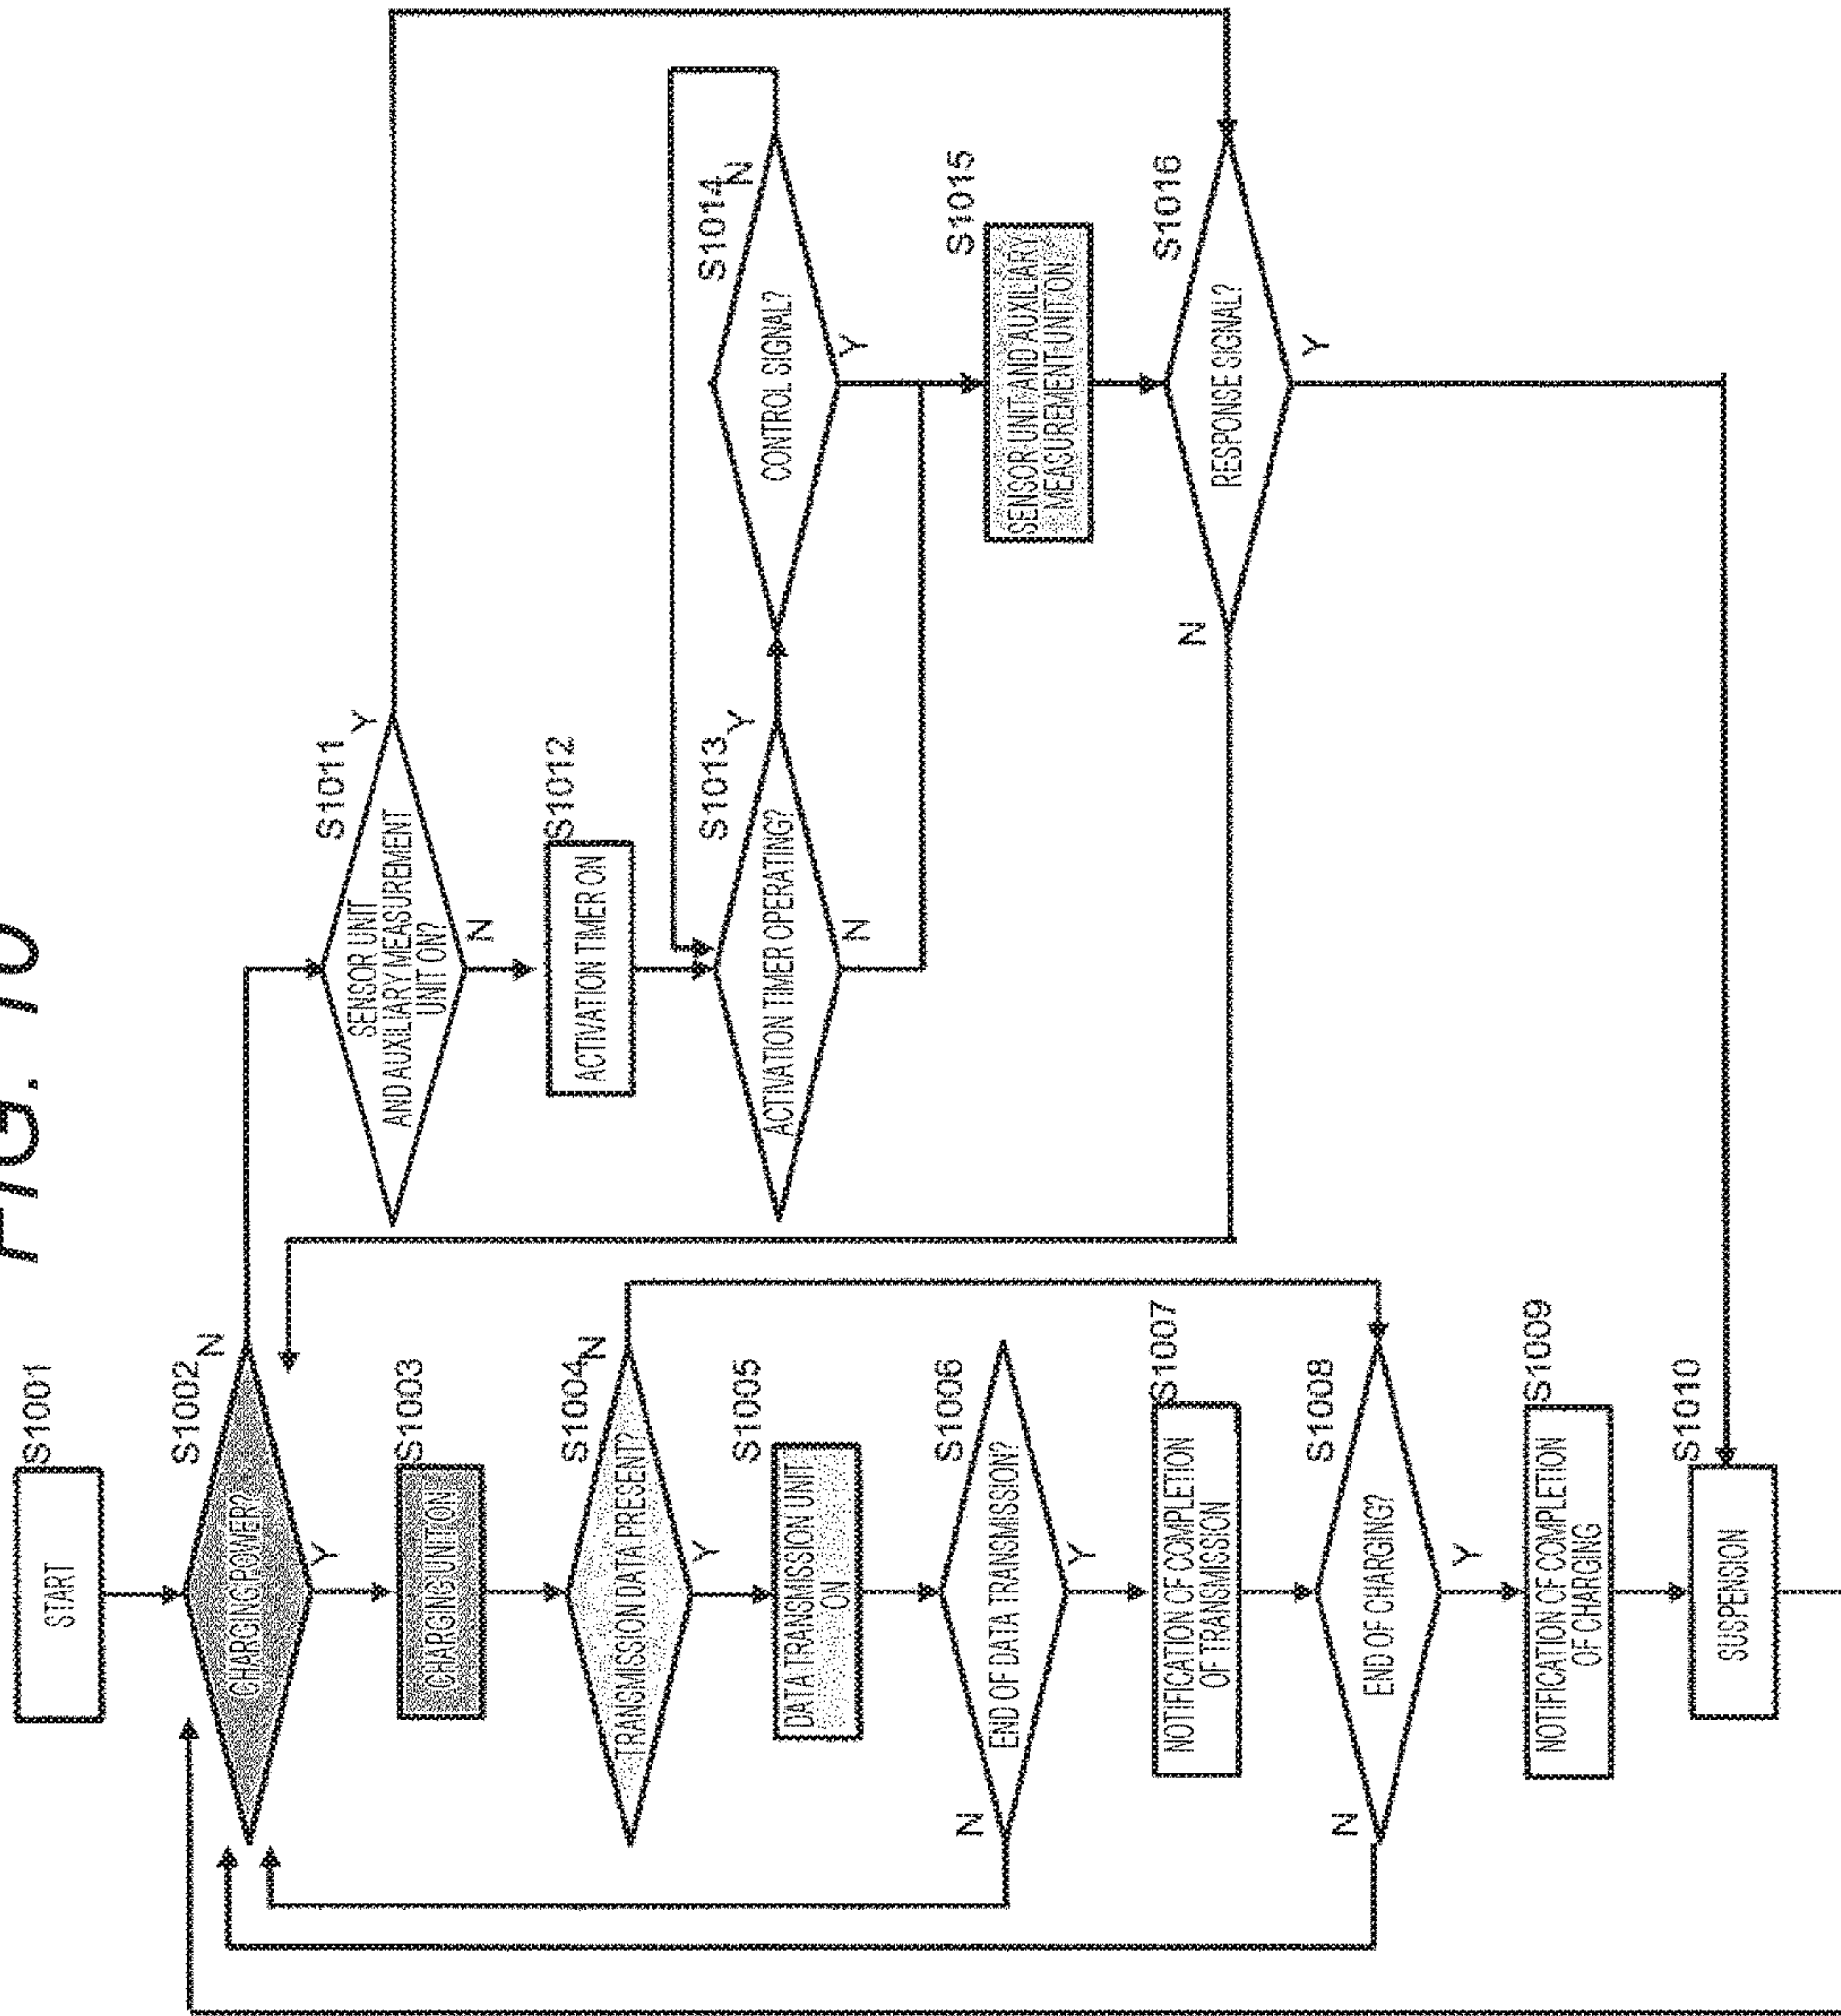 FIG. 10
S1001
START
S1002
CHARGING POWER?
N
Y
S1003
CHARGING UNIT ON
S1004
TRANSMISSION DATA PRESENT?
N
Y
S1005
DATA TRANSMISSION UNIT
ON
S1006
END OF DATA TRANSMISSION?
N
Y
S1007
NOTIFICATION OF COMPLETION
OF TRANSMISSION
S1008
END OF CHARGING?
N
Y
S1009
NOTIFICATION OF COMPLETION
OF CHARGING
S1010
SUSPENSION
S1011
SENSOR UNIT
AND AUXILIARY MEASUREMENT
UNIT ON?
Y
N
S1012
ACTIVATION TIMER ON
S1013
ACTIVATION TIMER OPERATING?
Y
N
S1014
CONTROL SIGNAL?
N
Y
S1015
SENSOR UNIT AND AUXILIARY
MEASUREMENT UNIT ON
S1016
RESPONSE SIGNAL?
N
Y